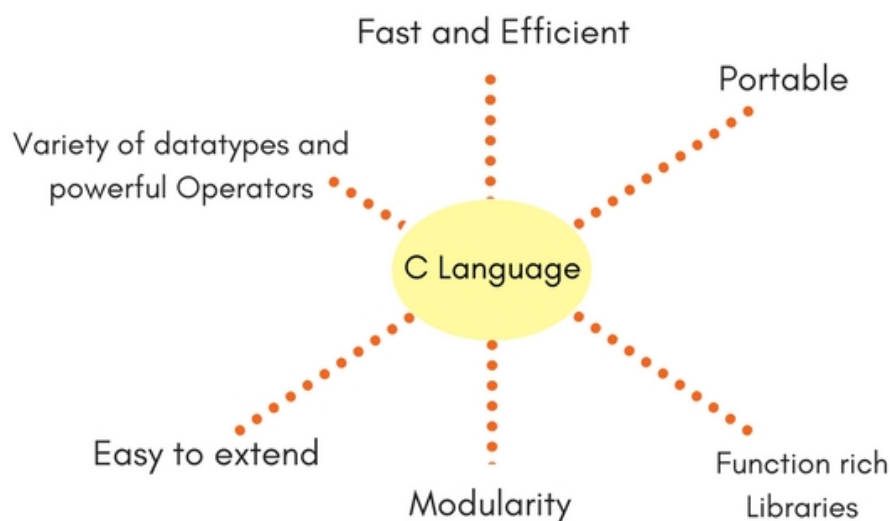 Fast and Efficient
Portable
Variety of datatypes and
powerful Operators
C Language
Easy to extend
Modularity
Function rich
Libraries